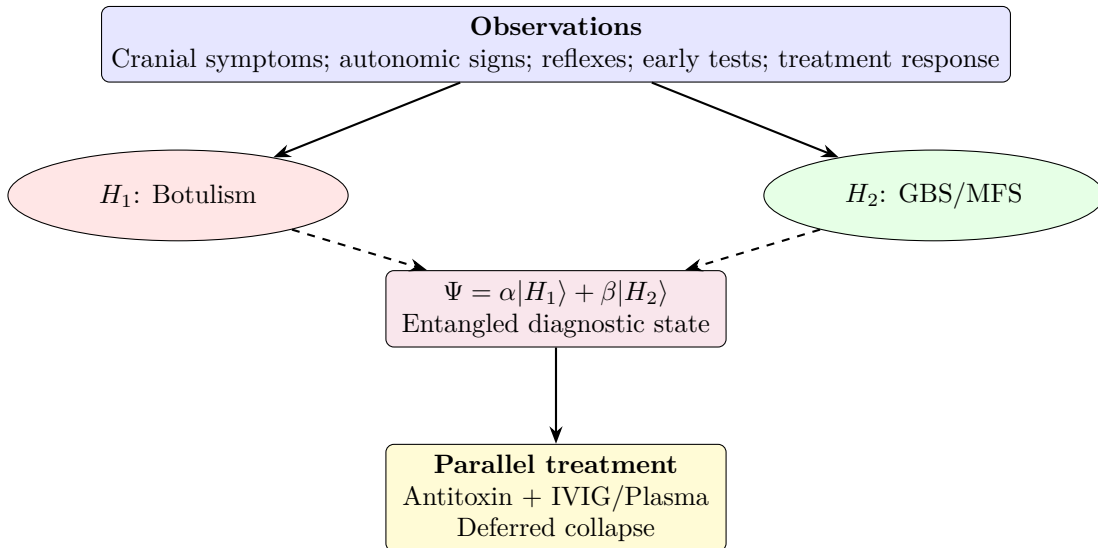 Observations
Cranial symptoms; autonomic signs; reflexes; early tests; treatment response
H₁: Botulism
H₂: GBS/MFS
Ψ = α|H₁⟩ + β|H₂⟩
Entangled diagnostic state
Parallel treatment
Antitoxin + IVIG/Plasma
Deferred collapse